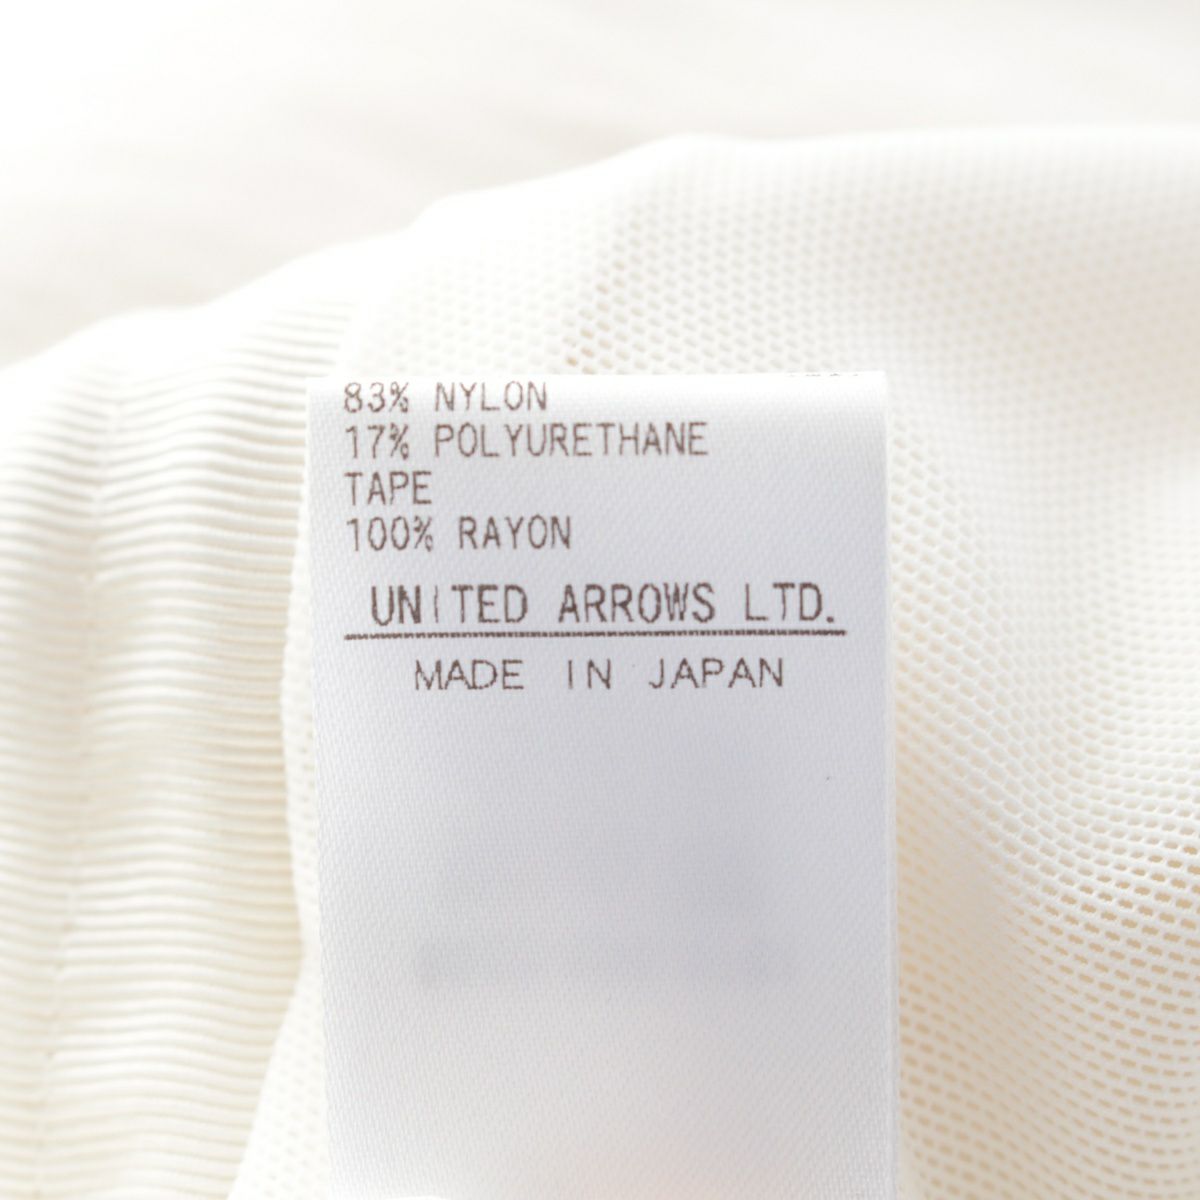 83% NYLON
17% POLYURETHANE
TAPE
100% RAYON
UNITED ARROWS LTD.
MADE IN JAPAN